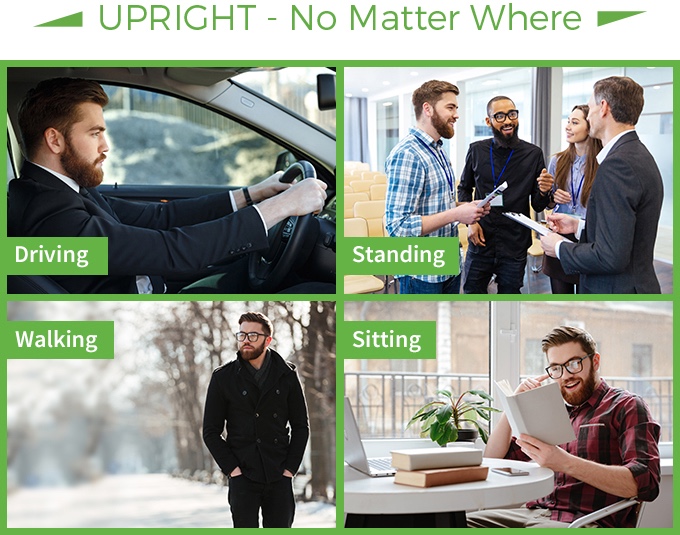 UPRIGHT - No Matter Where
Driving
Standing
Walking
Sitting